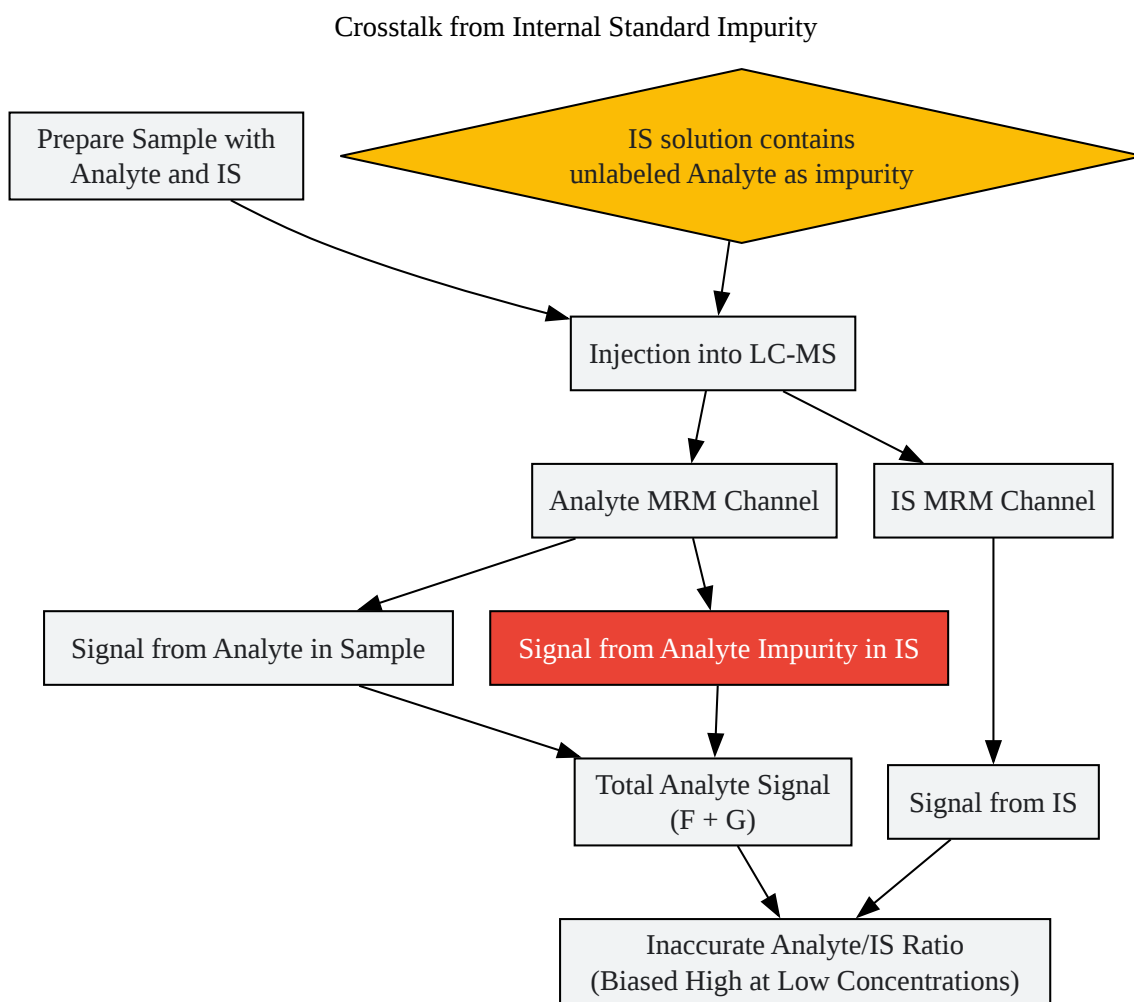 Crosstalk from Internal Standard Impurity
Prepare Sample with
Analyte and IS
IS solution contains
unlabeled Analyte as impurity
Injection into LC-MS
Analyte MRM Channel
IS MRM Channel
Signal from Analyte in Sample
Signal from Analyte Impurity in IS
Total Analyte Signal
(F + G)
Signal from IS
Inaccurate Analyte/IS Ratio
(Biased High at Low Concentrations)